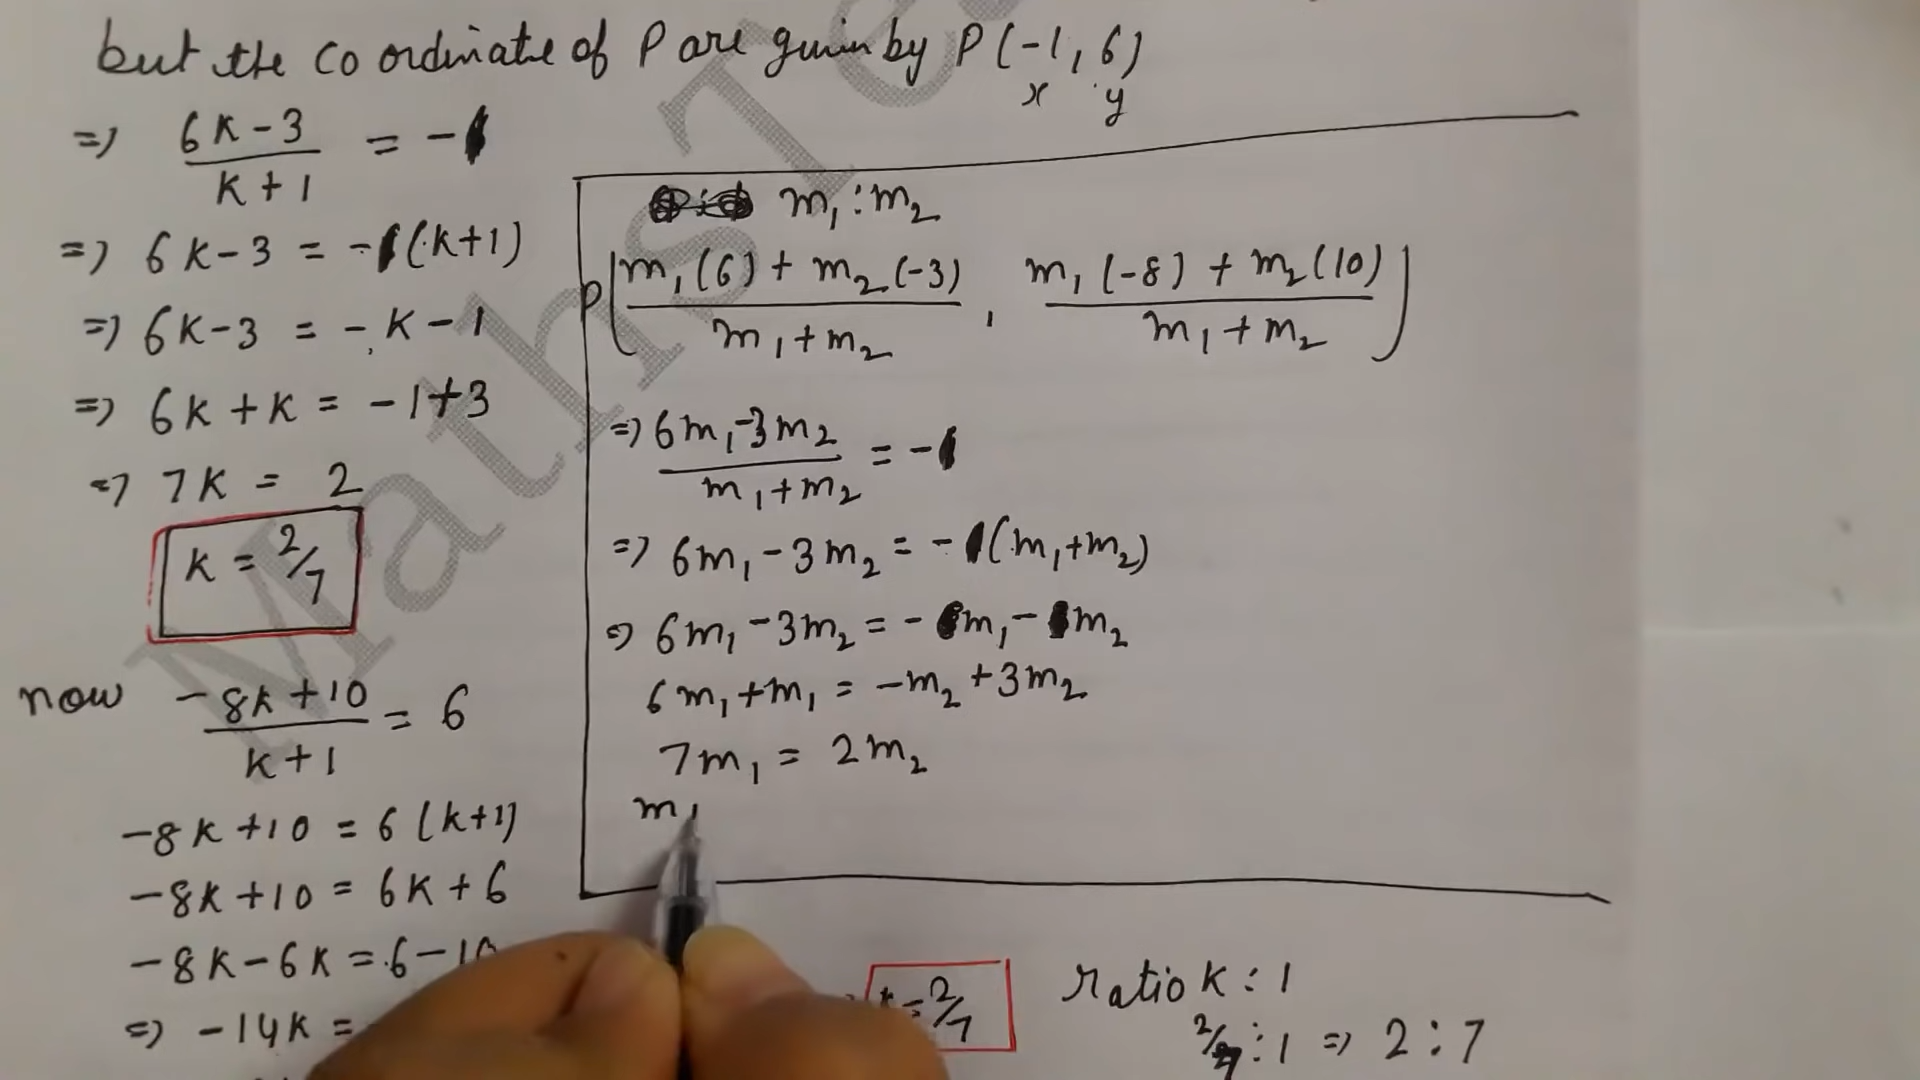 but the coordinate of P are given by P(-1, 6)
x y
=) 6k-3 / k+1 = -1
=) 6k-3 = -1(k+1)
=) 6k-3 = -k-1
=) 6k+k = -1+3
=) 7k = 2
k = 2/7
now -8k+10 / k+1 = 6
-8k+10 = 6(k+1)
-8k+10 = 6k+6
-8k-6k = 6-10
=) -14k =
m1:m2
P(m1(6)+m2(-3) / m1+m2, m1(-8)+m2(10) / m1+m2)
=) 6m1-3m2 / m1+m2 = -1
=) 6m1-3m2 = -1(m1+m2)
=) 6m1-3m2 = -m1-m2
6m1+m1 = -m2+3m2
7m1 = 2m2
m1
k = 2/7
ratio k:1
2/7:1 => 2:7
Maths Te